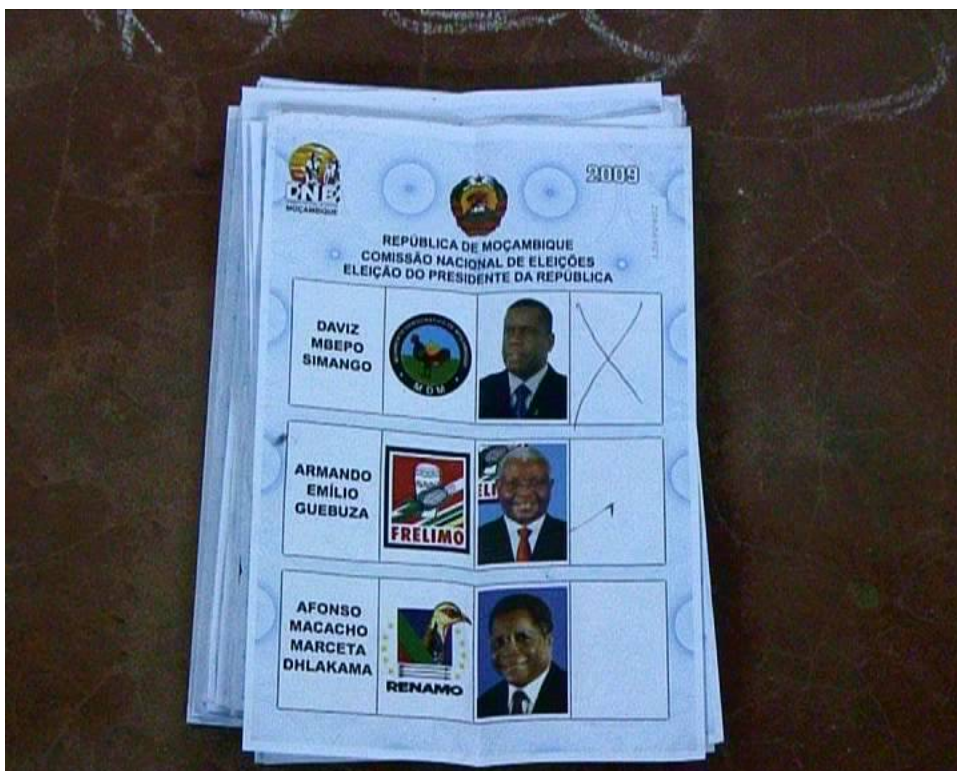 2009
CNE
MOÇAMBIQUE
REPÚBLICA DE MOÇAMBIQUE
COMISSÃO NACIONAL DE ELEIÇÕES
ELEIÇÃO DO PRESIDENTE DA REPÚBLICA
DAVIZ
MBEPO
SIMANGO
MDM
X
ARMANDO
EMÍLIO
GUEBUZA
FRELIMO
ELI
AFONSO
MACACHO
MARCETA
DHLAKAMA
RENAMO